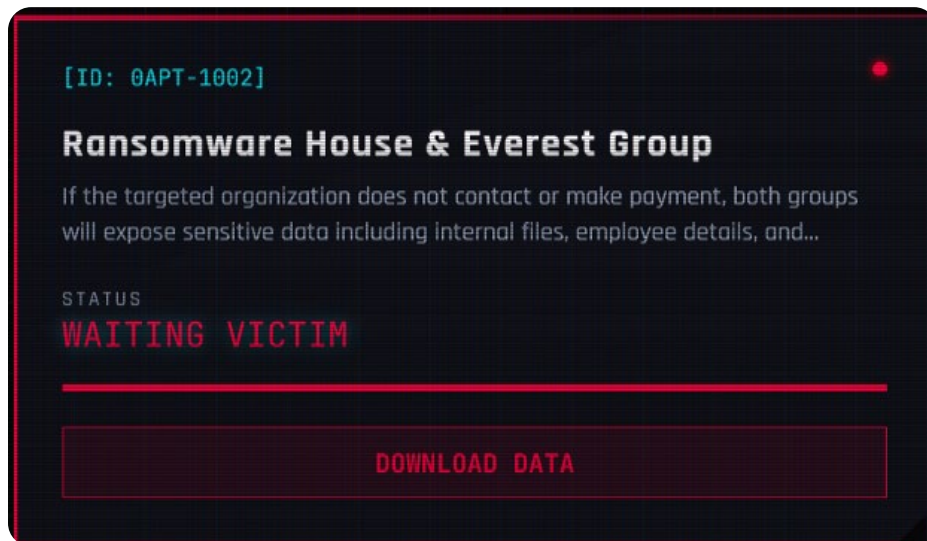 [ID: 0APT-1002]
Ransomware House & Everest Group
If the targeted organization does not contact or make payment, both groups
will expose sensitive data including internal files, employee details, and...
STATUS
WAITING VICTIM
DOWNLOAD DATA